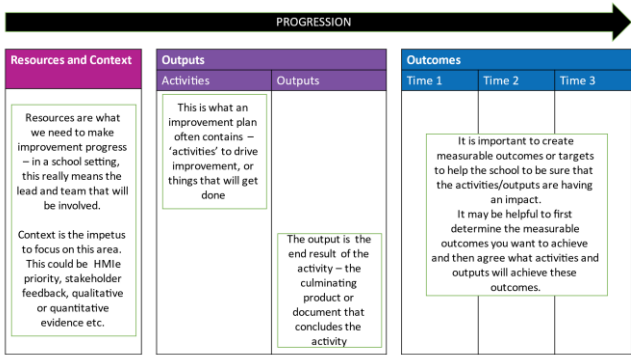 PROGRESSION
Resources and Context
Resources are what
we need to make
improvement progress
– in a school setting,
this really means the
lead and team that will
be involved.
Context is the impetus
to focus on this area.
This could be  HMIe
priority, stakeholder
feedback, qualitative
or quantitative
evidence etc.
Outputs
Activities
Outputs
This is what an
improvement plan
often contains –
‘activities’ to drive
improvement, or
things that will get
done
The output is  the
end result  of the
activity – the
culminating
product or
document that
concludes the
activity
Outcomes
Time 1
Time 2
Time 3
It is important to create
measurable outcomes or targets
to help the school to be sure that
the activities/outputs are having
an impact.
It may be helpful to first
determine the measurable
outcomes you want to achieve
and then agree what activities and
outputs will achieve these
outcomes.